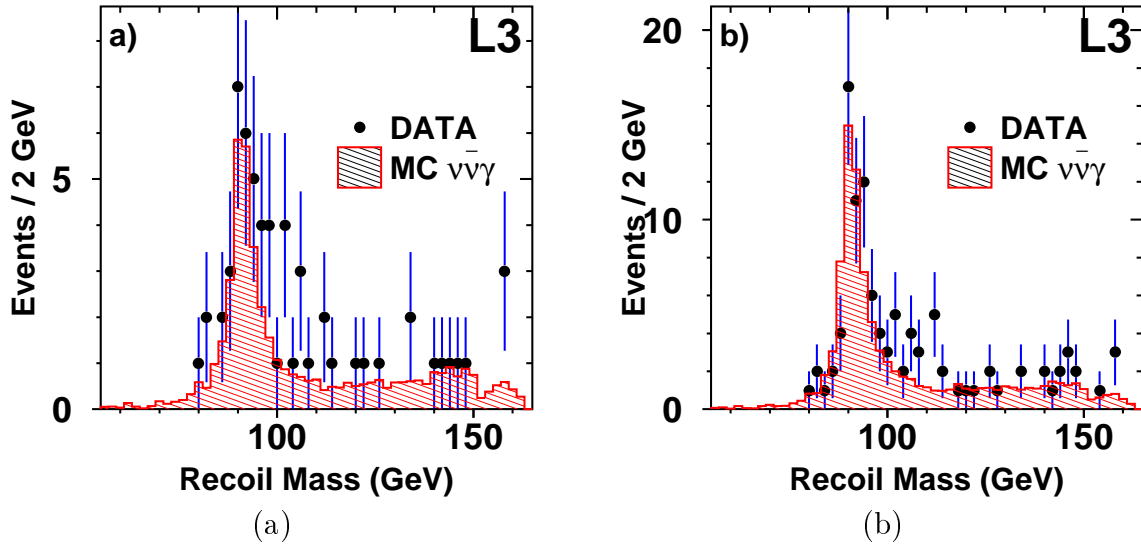 a) L3
DATA
MC νν̄γ
Events / 2 GeV
5
0
100 150
Recoil Mass (GeV)
(a)
b) L3
DATA
MC νν̄γ
Events / 2 GeV
20
10
0
100 150
Recoil Mass (GeV)
(b)